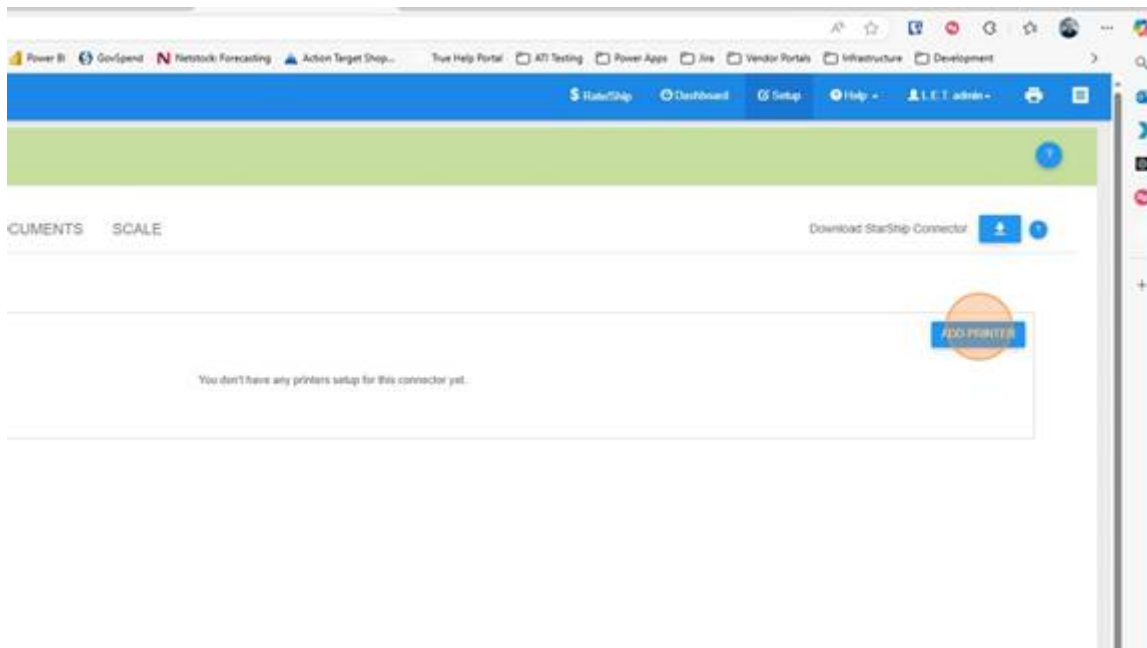 Power BI GovSpend Netstock Forecasting Action Target Shop... True Help Portal ATI Testing Power Apps Jira Vendor Portals Infrastructure Development
$ Rate/Ship Dashboard Setup Help L.E.T. admin
CUMENTS SCALE Download StarShip Connector
ADD PRINTER
You don't have any printers setup for this connector yet.